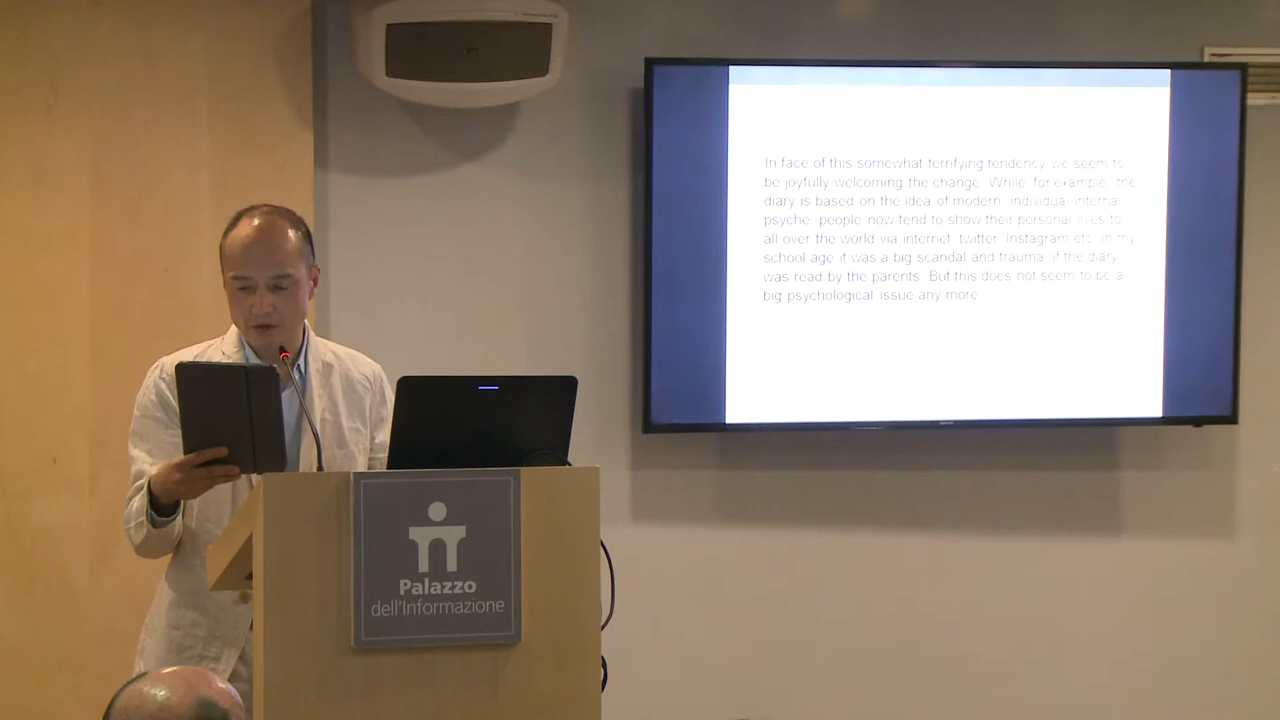 In face of this somewhat terrifying tendency we seem to
be joyfully welcoming the change. While, for example, the
diary is based on the idea of modern, individual internal
psyche, people now tend to show their personal lives to
all over the world via internet, twitter, Instagram etc. In my
school age it was a big scandal and trauma, if the diary
was read by the parents. But this does not seem to be a
big psychological issue any more
Palazzo
dell'Informazione